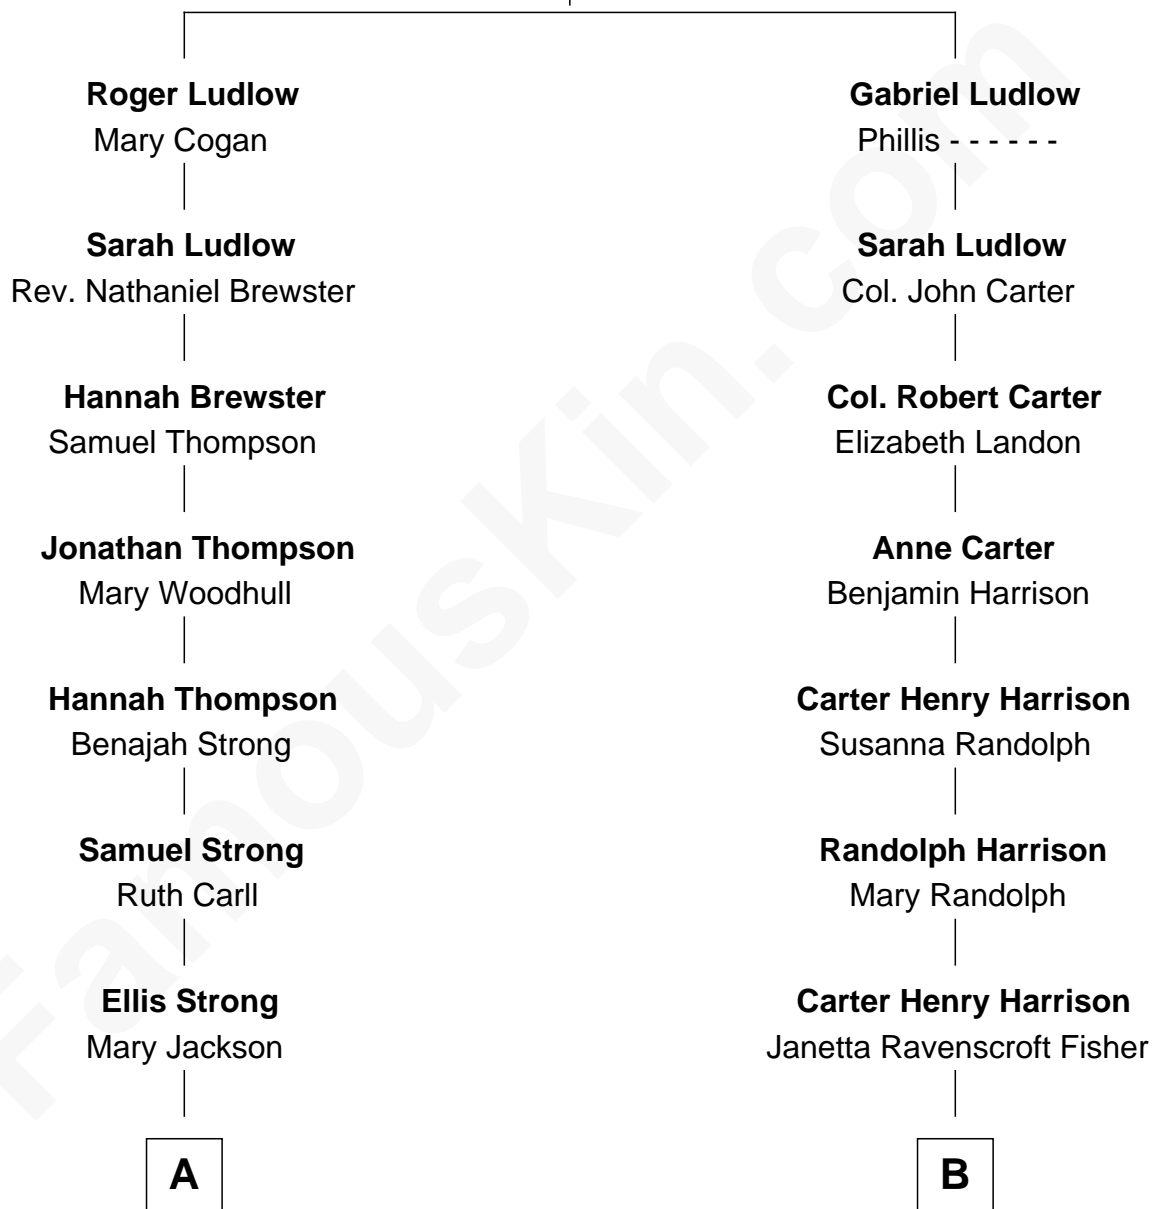 Roger Ludlow
Mary Cogan
Sarah Ludlow
Rev. Nathaniel Brewster
Hannah Brewster
Samuel Thompson
Jonathan Thompson
Mary Woodhull
Hannah Thompson
Benajah Strong
Samuel Strong
Ruth Carll
Ellis Strong
Mary Jackson
A
Gabriel Ludlow
Phillis - - - - - -
Sarah Ludlow
Col. John Carter
Col. Robert Carter
Elizabeth Landon
Anne Carter
Benjamin Harrison
Carter Henry Harrison
Susanna Randolph
Randolph Harrison
Mary Randolph
Carter Henry Harrison
Janetta Ravenscroft Fisher
B
FamousKin.com